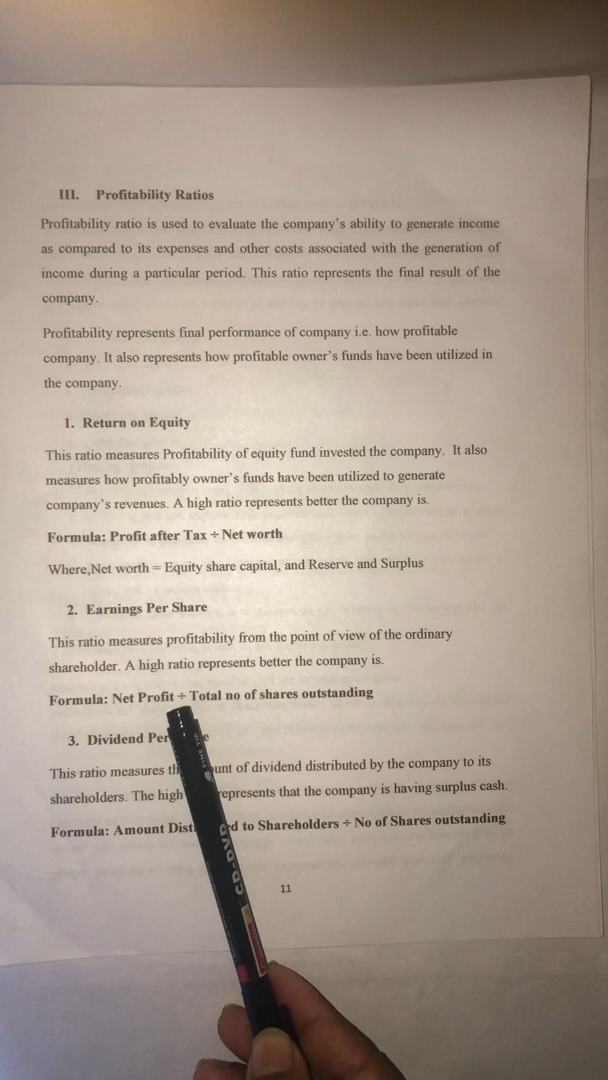 III. Profitability Ratios
Profitability ratio is used to evaluate the company's ability to generate income
as compared to its expenses and other costs associated with the generation of
income during a particular period. This ratio represents the final result of the
company.
Profitability represents final performance of company i.e. how profitable
company. It also represents how profitable owner's funds have been utilized in
the company.
1. Return on Equity
This ratio measures Profitability of equity fund invested the company. It also
measures how profitably owner's funds have been utilized to generate
company's revenues. A high ratio represents better the company is.
Formula: Profit after Tax ÷ Net worth
Where,Net worth = Equity share capital, and Reserve and Surplus
2. Earnings Per Share
This ratio measures profitability from the point of view of the ordinary
shareholder. A high ratio represents better the company is.
Formula: Net Profit ÷ Total no of shares outstanding
3. Dividend Per
This ratio measures of dividend distributed by the company to its
shareholders. The high represents that the company is having surplus cash.
Formula: Amount to Shareholders ÷ No of Shares outstanding
11
FINE TIP
CD-DVD